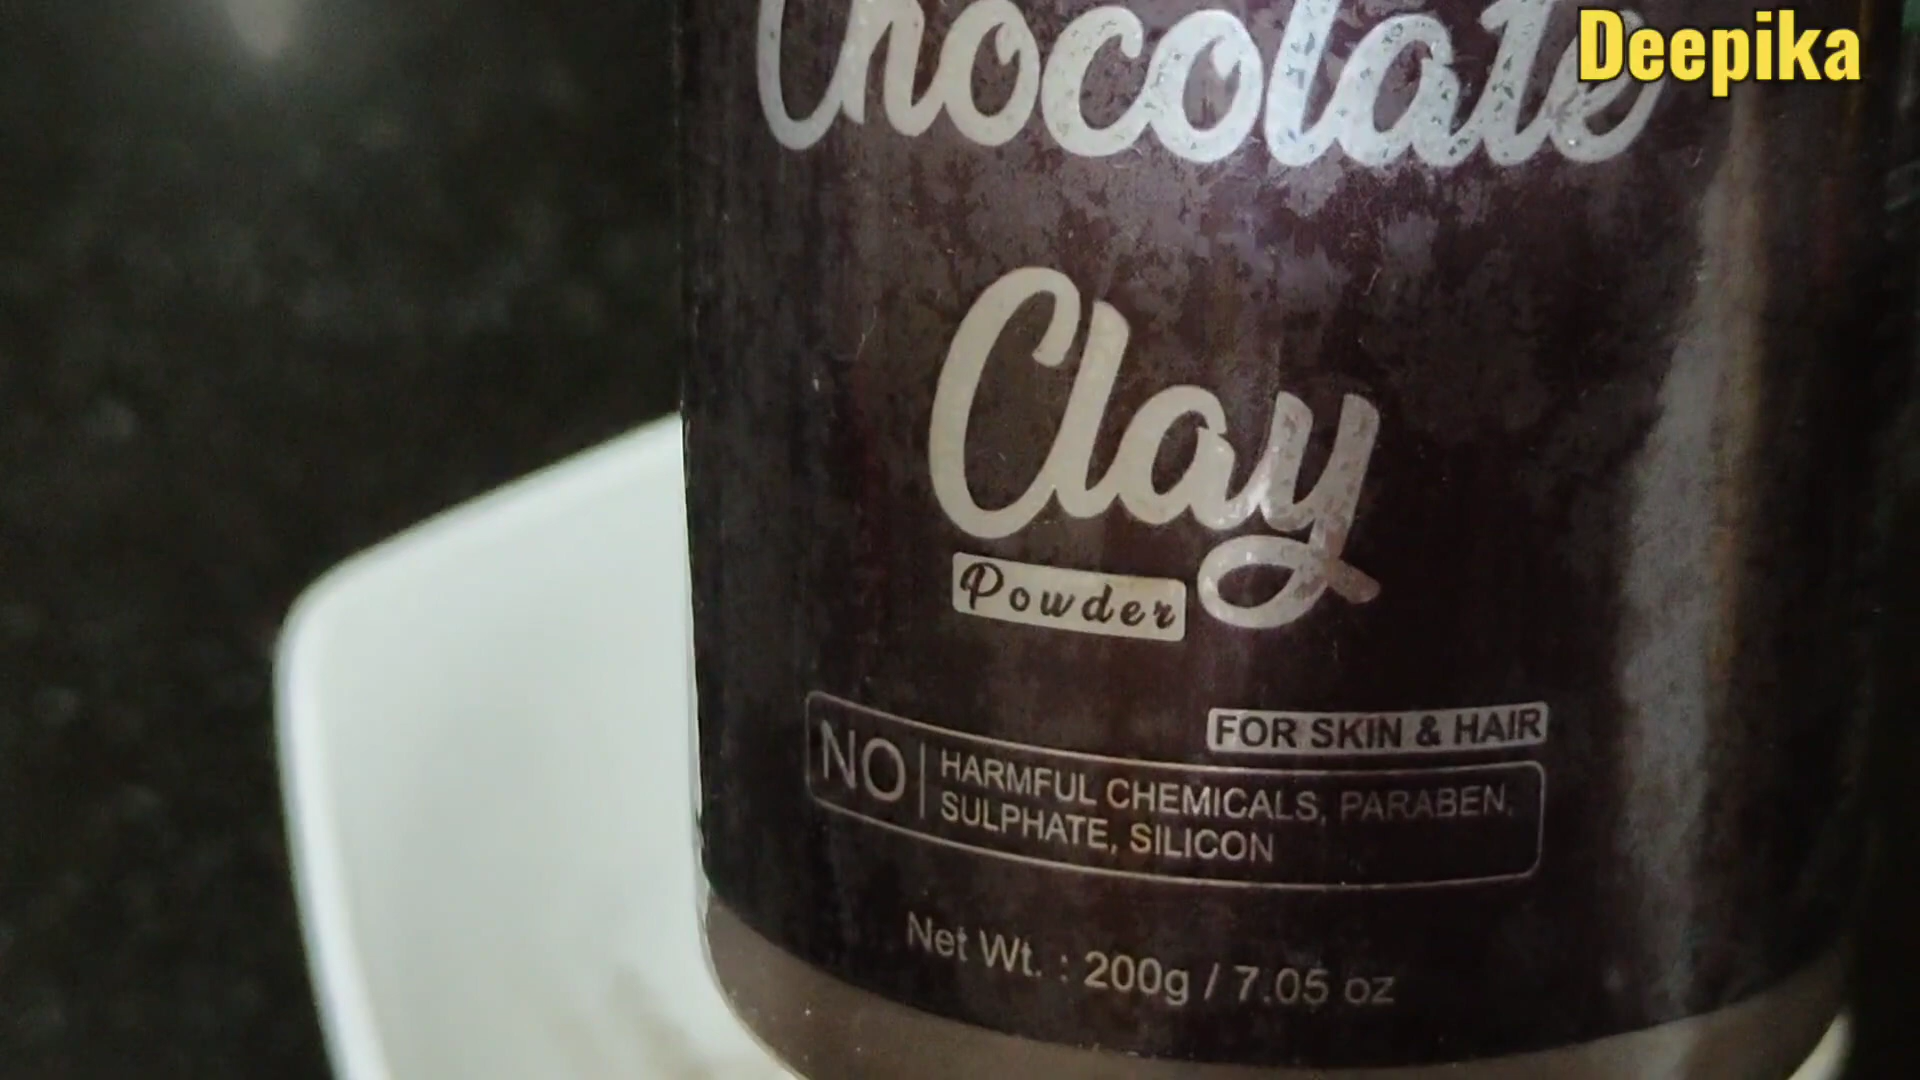 Deepika
Chocolate
Clay
Powder
FOR SKIN & HAIR
NO
HARMFUL CHEMICALS, PARABEN,
SULPHATE, SILICON
Net Wt. : 200g / 7.05 oz